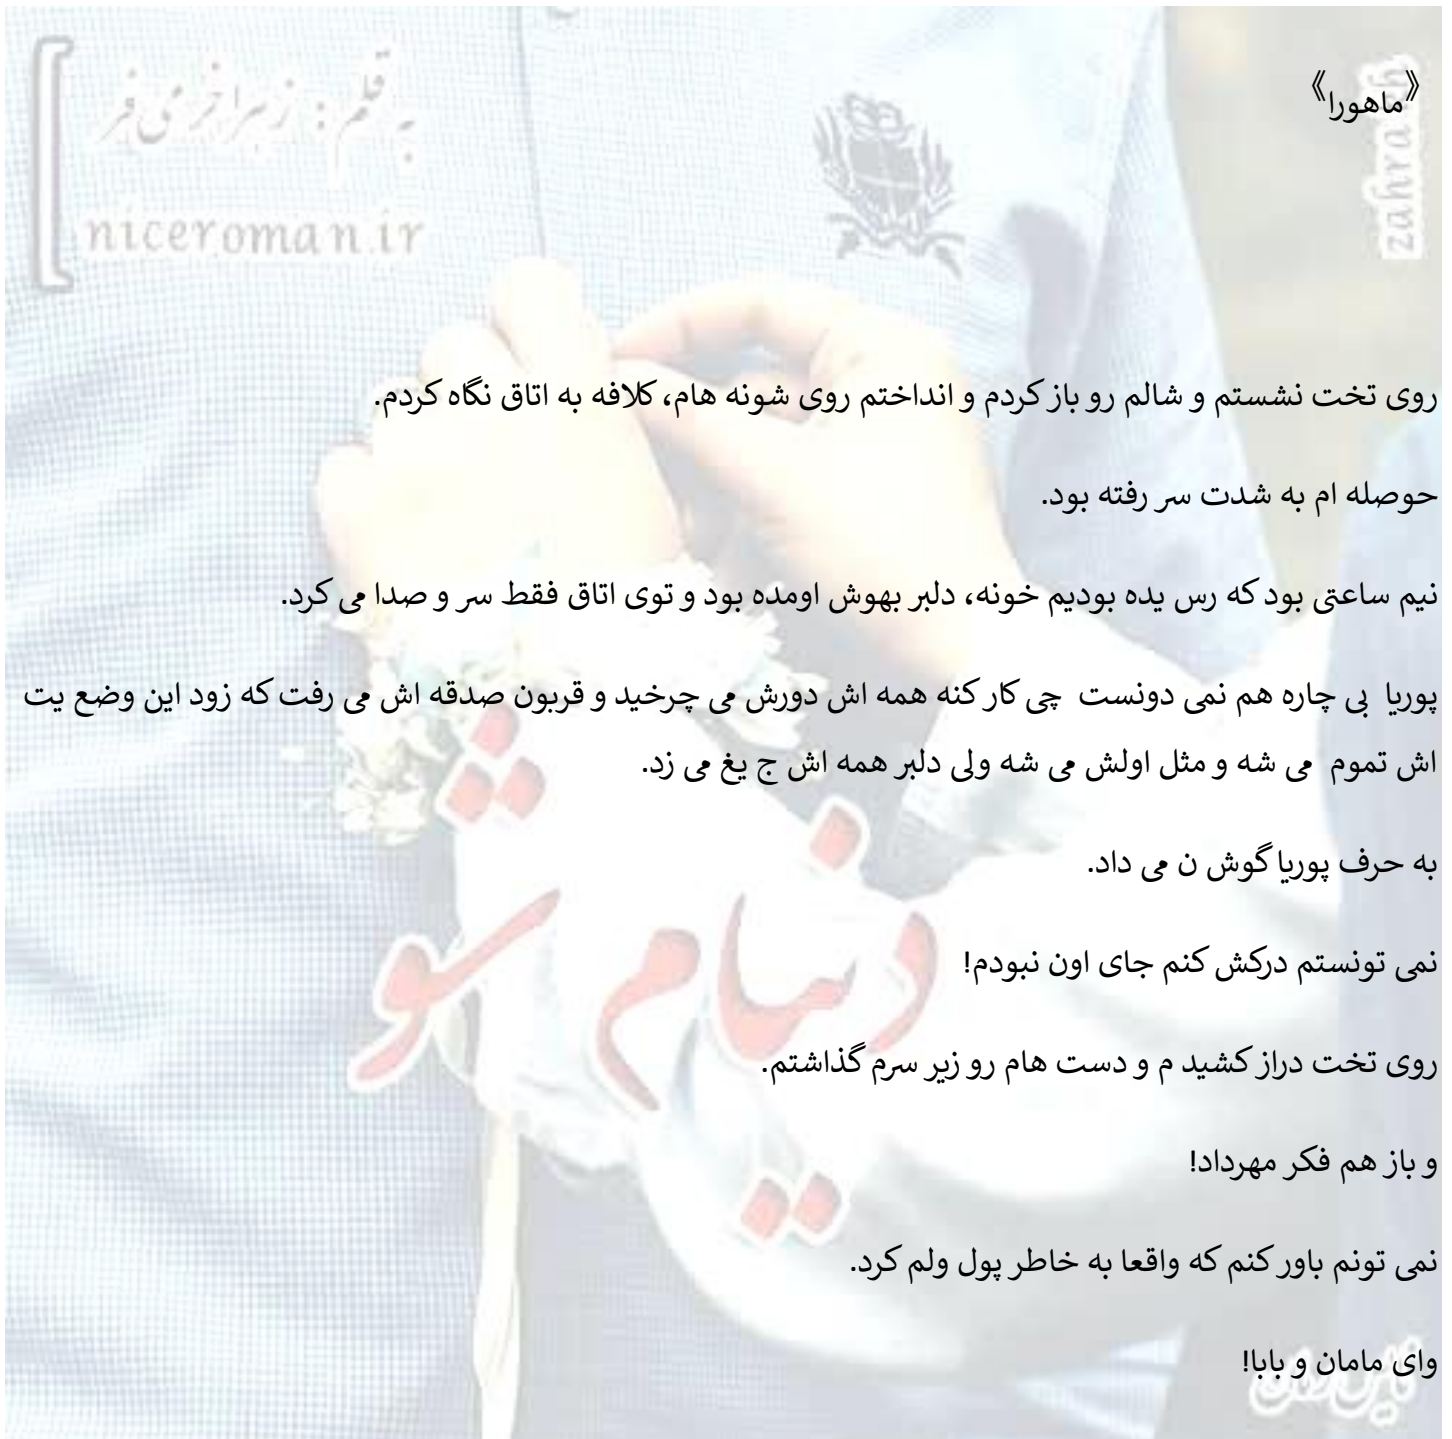 به قلم : زهرا خزمی فر
niceroman.ir
zahra
《ماهورا》
روی تخت نشستم و شالم رو باز کردم و انداختم روی شونه هام، کلافه به اتاق نگاه کردم.
حوصله ام به شدت سر رفته بود.
نیم ساعتی بود که رس یده بودیم خونه، دلبر بهوش اومده بود و توی اتاق فقط سر و صدا می کرد.
پوریا بی چاره هم نمی دونست چی کار کنه همه اش دورش می چرخید و قربون صدقه اش می رفت که زود این وضع یت
اش تموم می شه و مثل اولش می شه ولی دلبر همه اش ج یغ می زد.
به حرف پوریا گوش ن می داد.
نمی تونستم درکش کنم جای اون نبودم!
دنیام شو
روی تخت دراز کشید م و دست هام رو زیر سرم گذاشتم.
و باز هم فکر مهرداد!
نمی تونم باور کنم که واقعا به خاطر پول ولم کرد.
وای مامان و بابا!